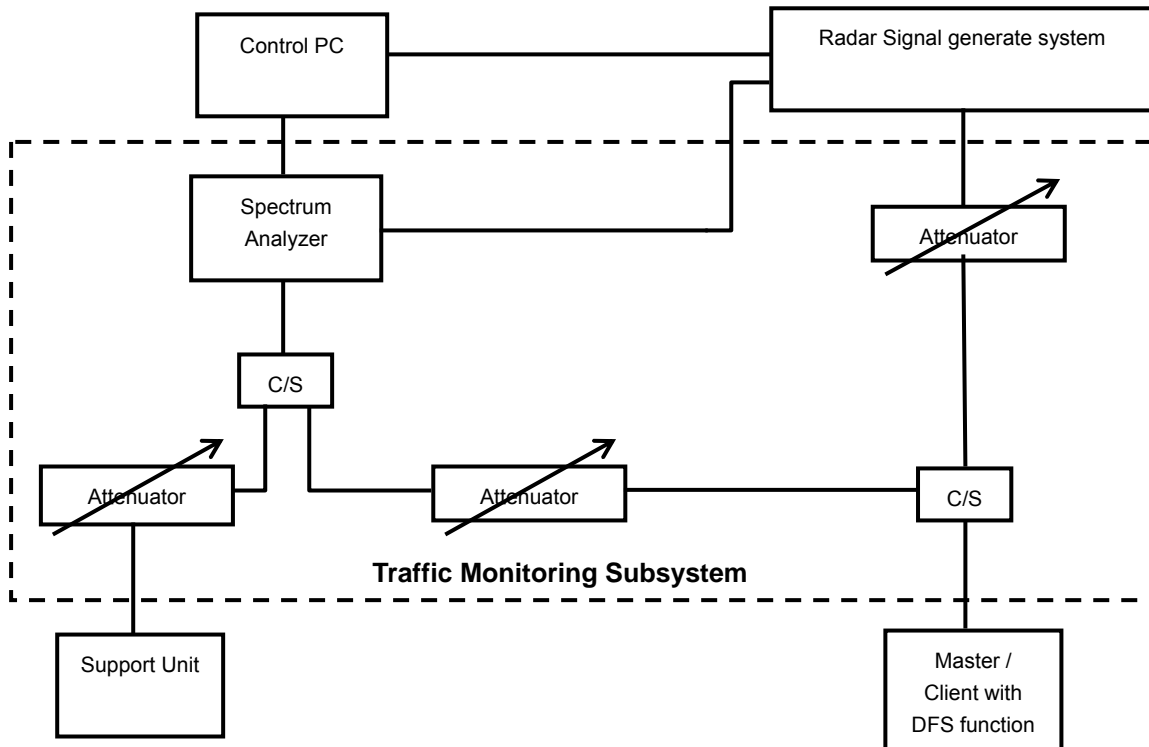 Control PC
Radar Signal generate system
Spectrum
Analyzer
Attenuator
C/S
Attenuator
Attenuator
C/S
Traffic Monitoring Subsystem
Support Unit
Master /
Client with
DFS function